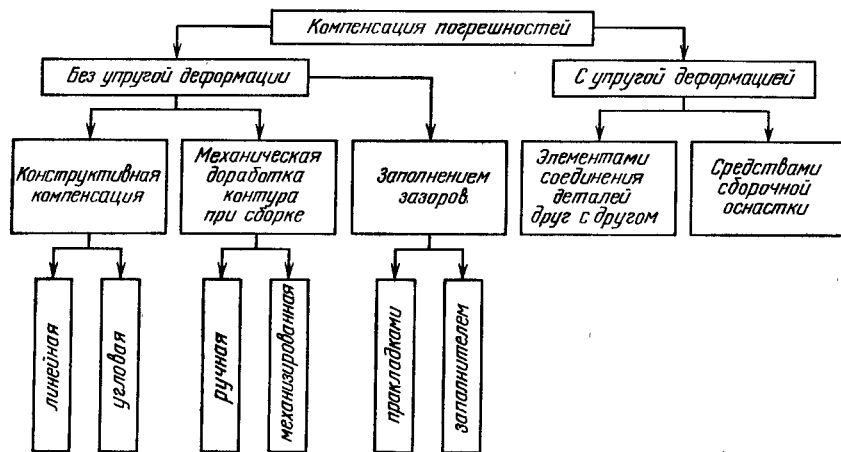 Компенсация погрешностей
Без упругой деформации
С упругой деформацией
Конструктивная
компенсация
Механическая
доработка
контура
при сборке
Заполнением
зазоров
Элементами
соединения
деталей
друг с другом
Средствами
сборочной
оснастки
линейная
угловая
ручная
механизированная
прокладками
заполнителем